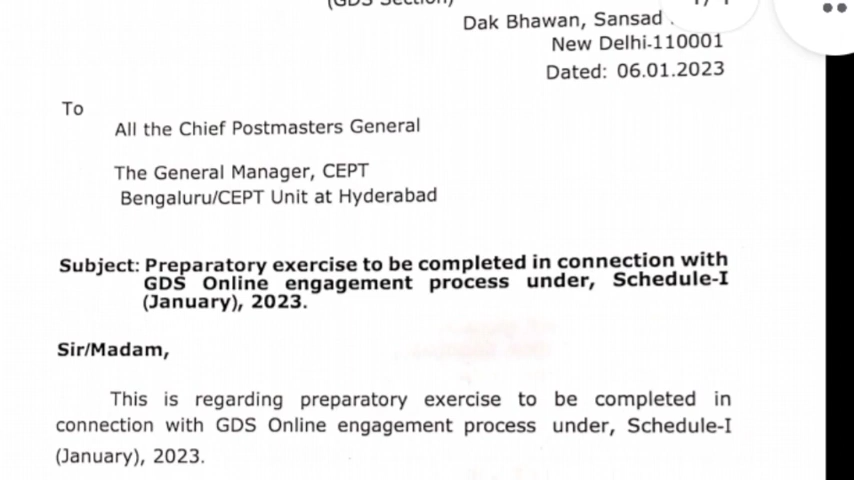 (GDS Section)
Dak Bhawan, Sansad
New Delhi-110001
Dated: 06.01.2023
To
All the Chief Postmasters General
The General Manager, CEPT
Bengaluru/CEPT Unit at Hyderabad
Subject: Preparatory exercise to be completed in connection with
GDS Online engagement process under, Schedule-I
(January), 2023.
Sir/Madam,
This is regarding preparatory exercise to be completed in
connection with GDS Online engagement process under, Schedule-I
(January), 2023.